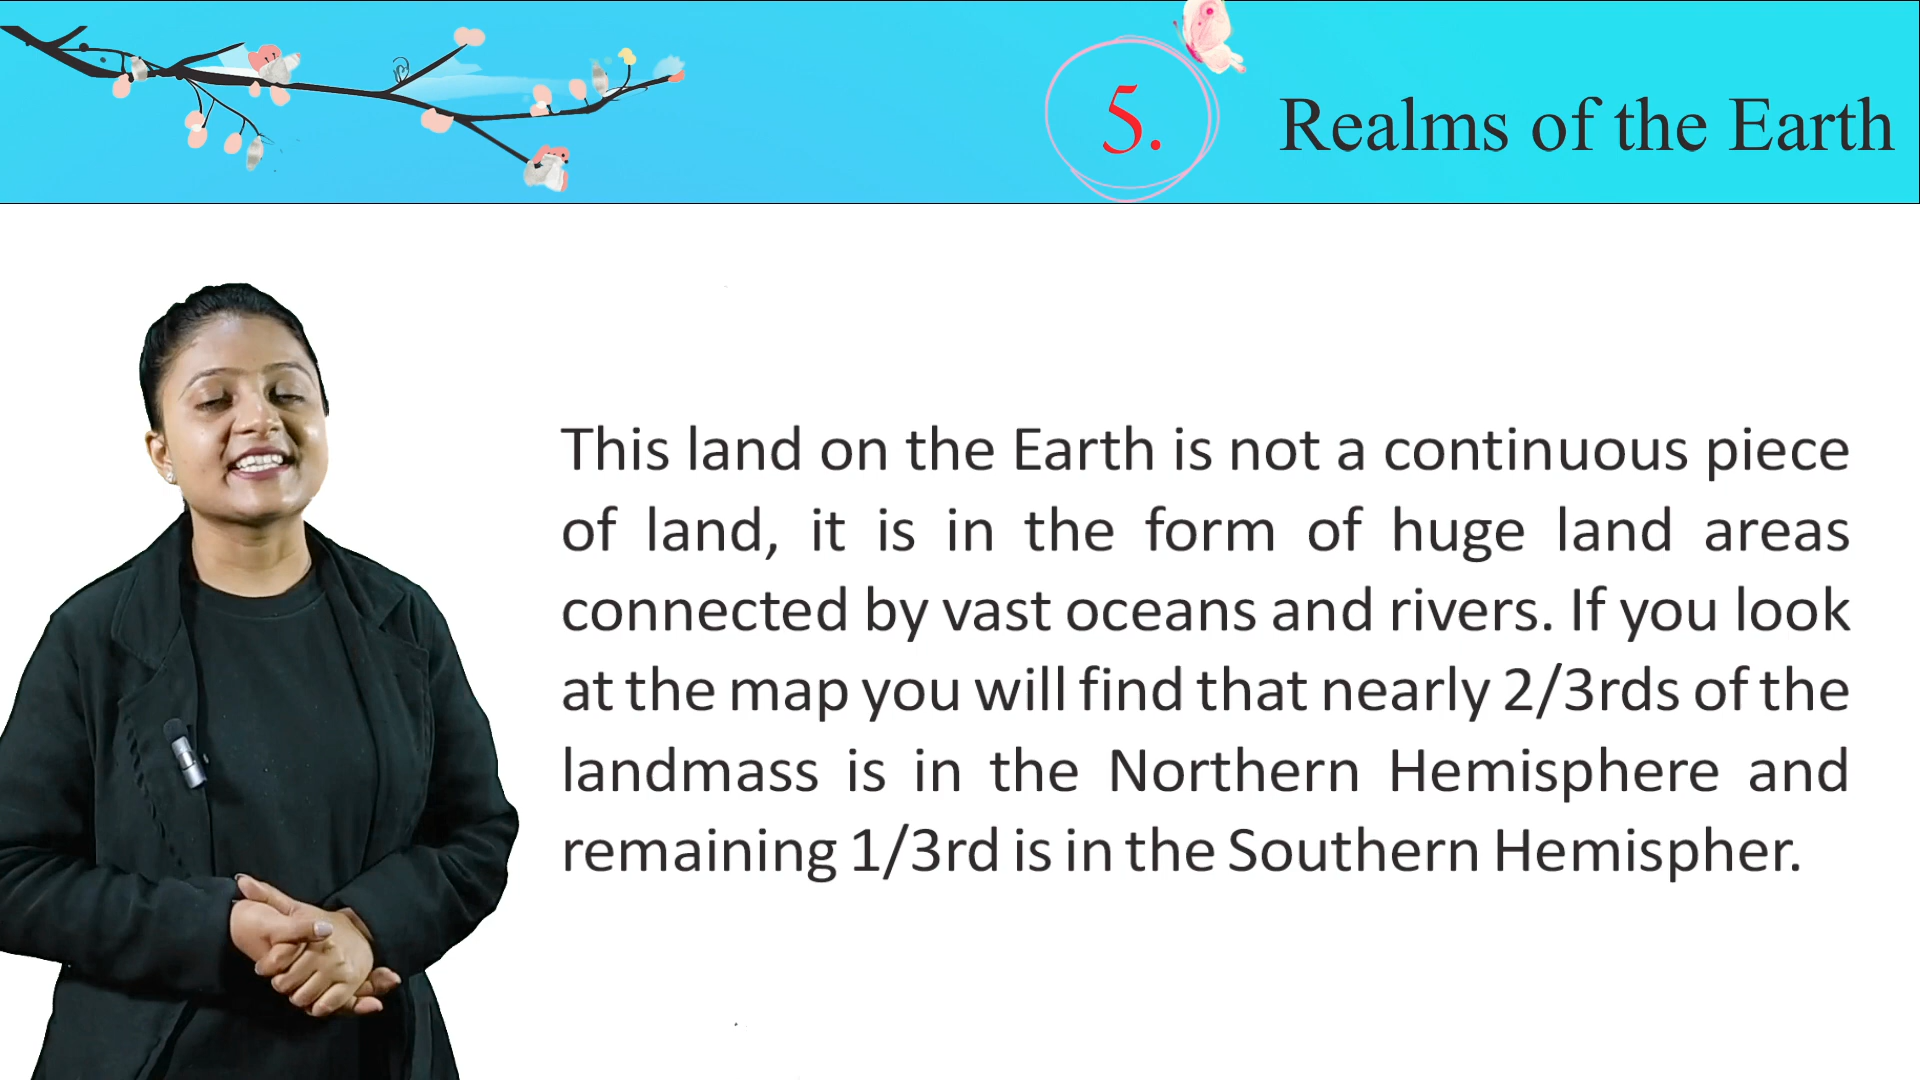 5. Realms of the Earth
This land on the Earth is not a continuous piece
of land, it is in the form of huge land areas
connected by vast oceans and rivers. If you look
at the map you will find that nearly 2/3rds of the
landmass is in the Northern Hemisphere and
remaining 1/3rd is in the Southern Hemispher.